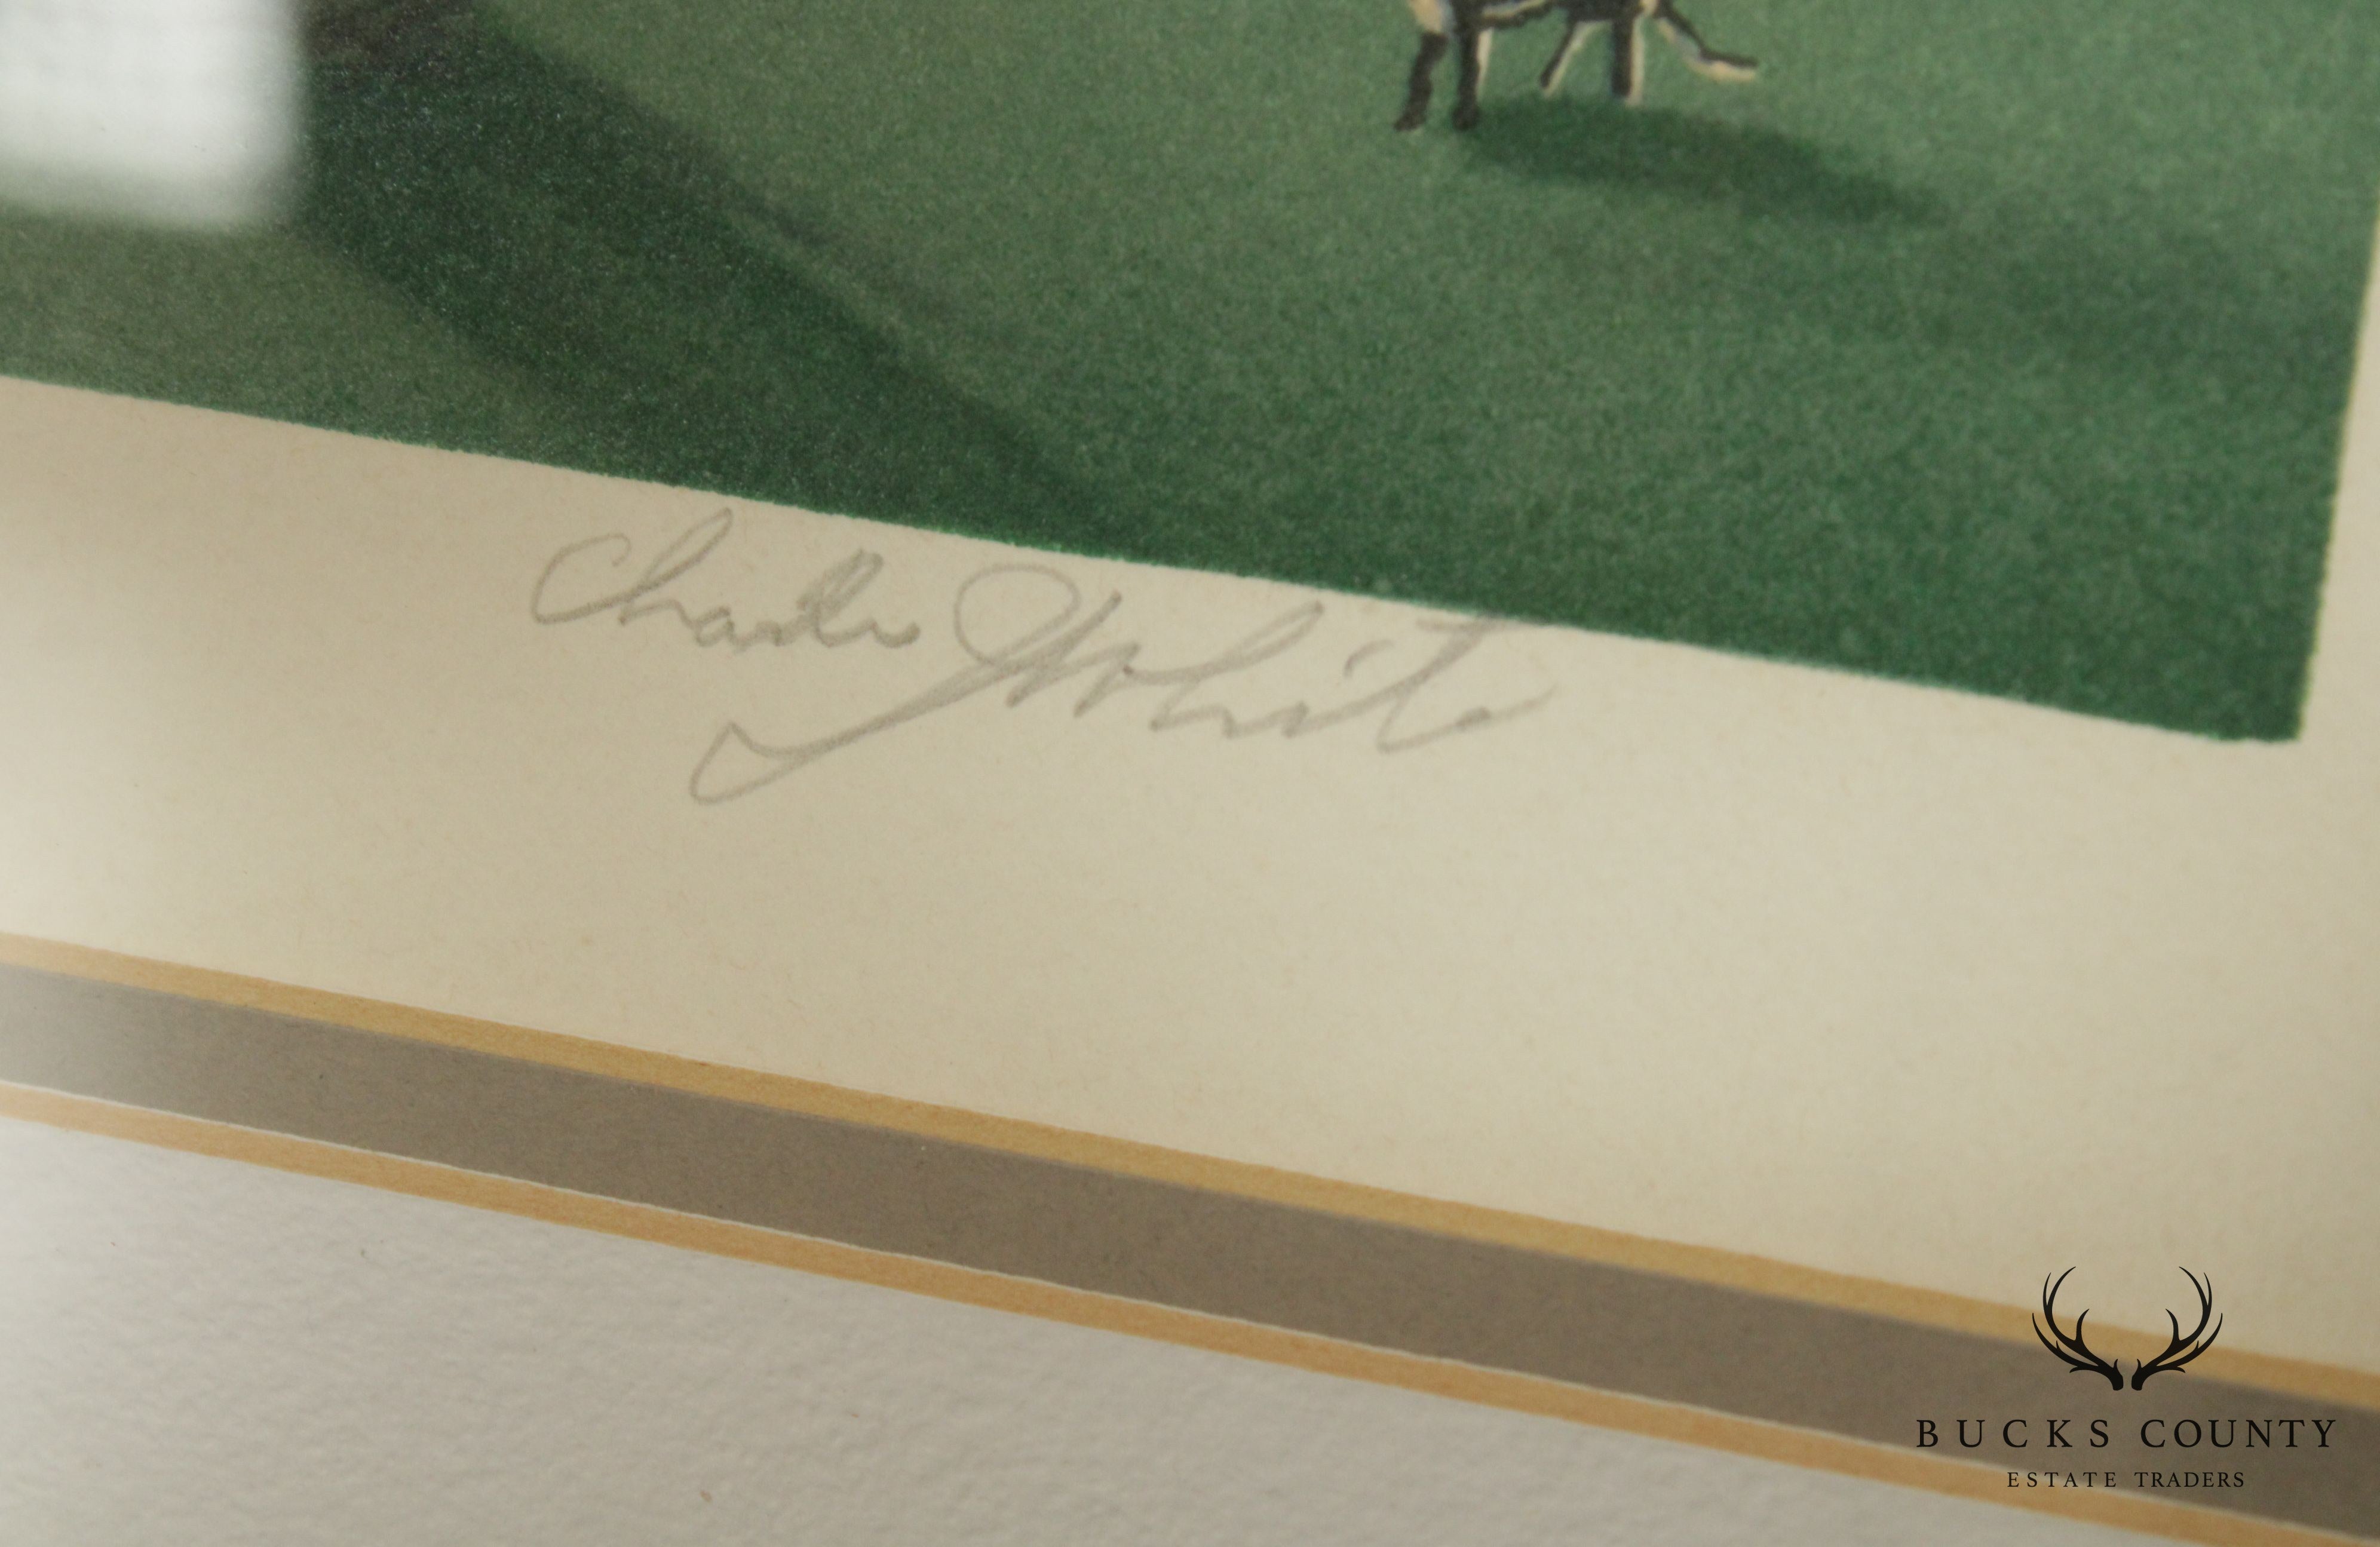 Charles White
BUCKS COUNTY
ESTATE TRADERS